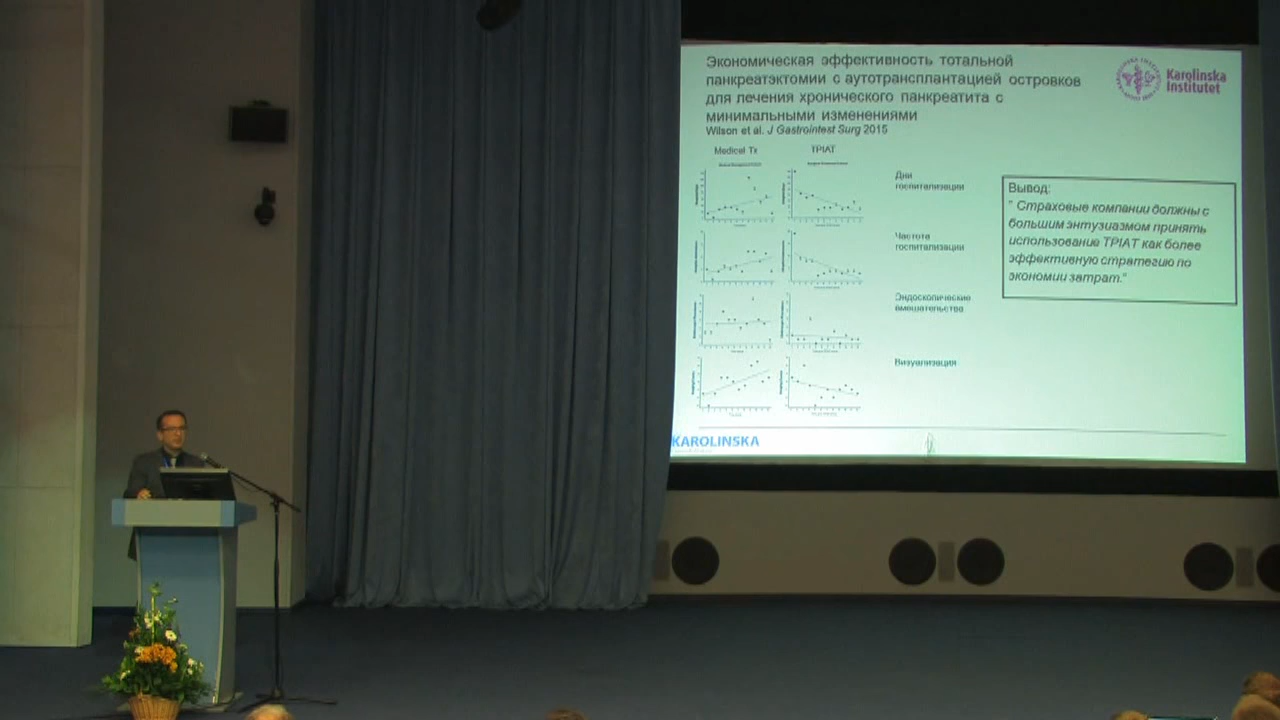 Экономическая эффективность тотальной
панкреатэктомии с аутотрансплантацией островков
для лечения хронического панкреатита с
минимальными изменениями
Wilson et al. J Gastrointest Surg 2015
Karolinska
Institutet
Medical Tx
TPIAT
Дни
госпитализации
Частота
госпитализации
Эндоскопические
вмешательства
Визуализация
Вывод:
" Страховые компании должны с
большим энтузиазмом принять
использование TPIAT как более
эффективную стратегию по
экономии затрат."
KAROLINSKA